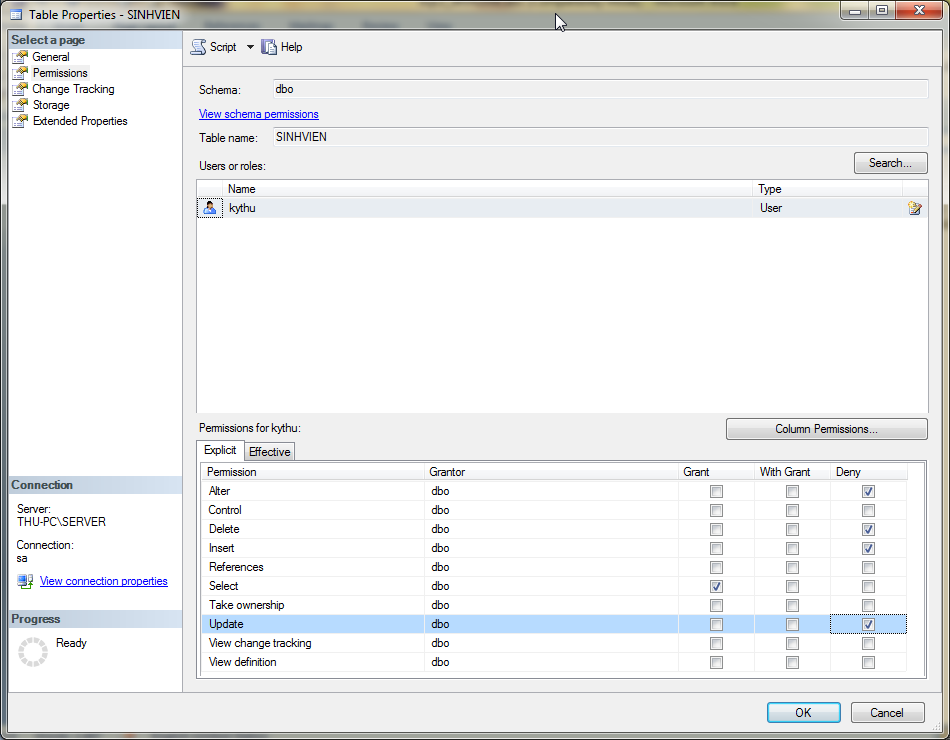 Table Properties - SINHVIEN
Select a page
General
Permissions
Change Tracking
Storage
Extended Properties
Script Help
Schema: dbo
View schema permissions
Table name: SINHVIEN
Users or roles: Search...
Name Type
kythu User
Permissions for kythu: Column Permissions...
Explicit Effective
Permission Grantor Grant With Grant Deny
Alter dbo
Control dbo
Delete dbo
Insert dbo
References dbo
Select dbo
Take ownership dbo
Update dbo
View change tracking dbo
View definition dbo
Connection
Server:
THU-PC\SERVER
Connection:
sa
View connection properties
Progress
Ready
OK Cancel